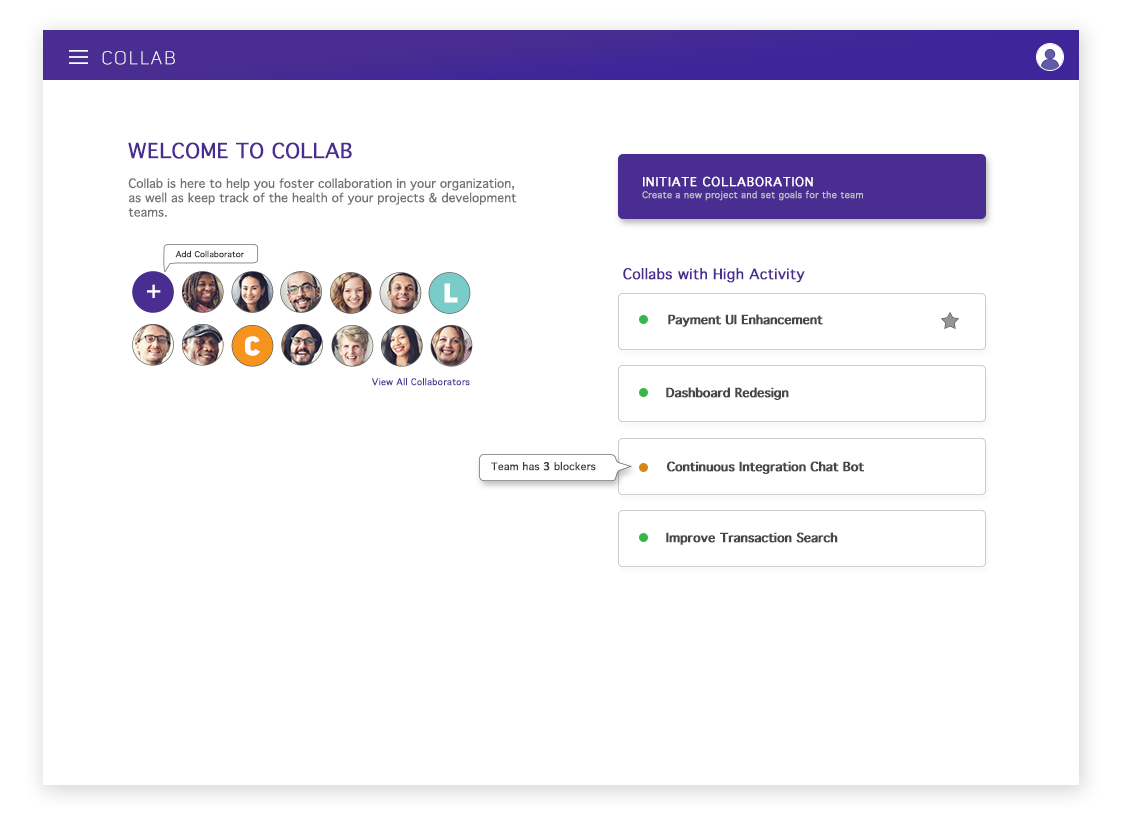 COLLAB
WELCOME TO COLLAB
Collab is here to help you foster collaboration in your organization,
as well as keep track of the health of your projects & development
teams.
Add Collaborator
+
L
C
View All Collaborators
INITIATE COLLABORATION
Create a new project and set goals for the team
Collabs with High Activity
Payment UI Enhancement
Dashboard Redesign
Team has 3 blockers
Continuous Integration Chat Bot
Improve Transaction Search